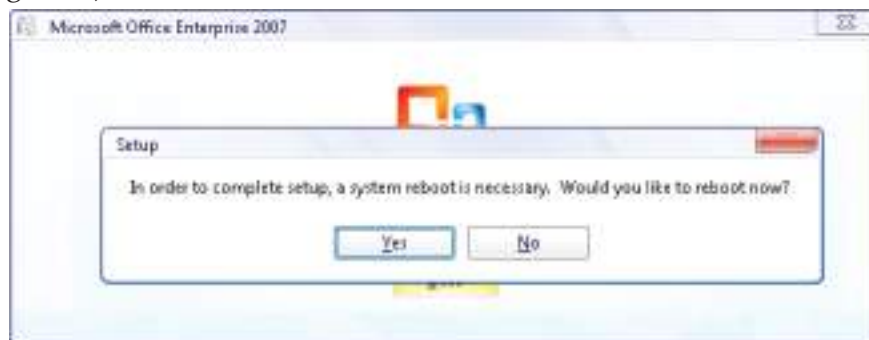 Microsoft Office Enterprise 2007
Setup
In order to complete setup, a system reboot is necessary. Would you like to reboot now?
Yes
No